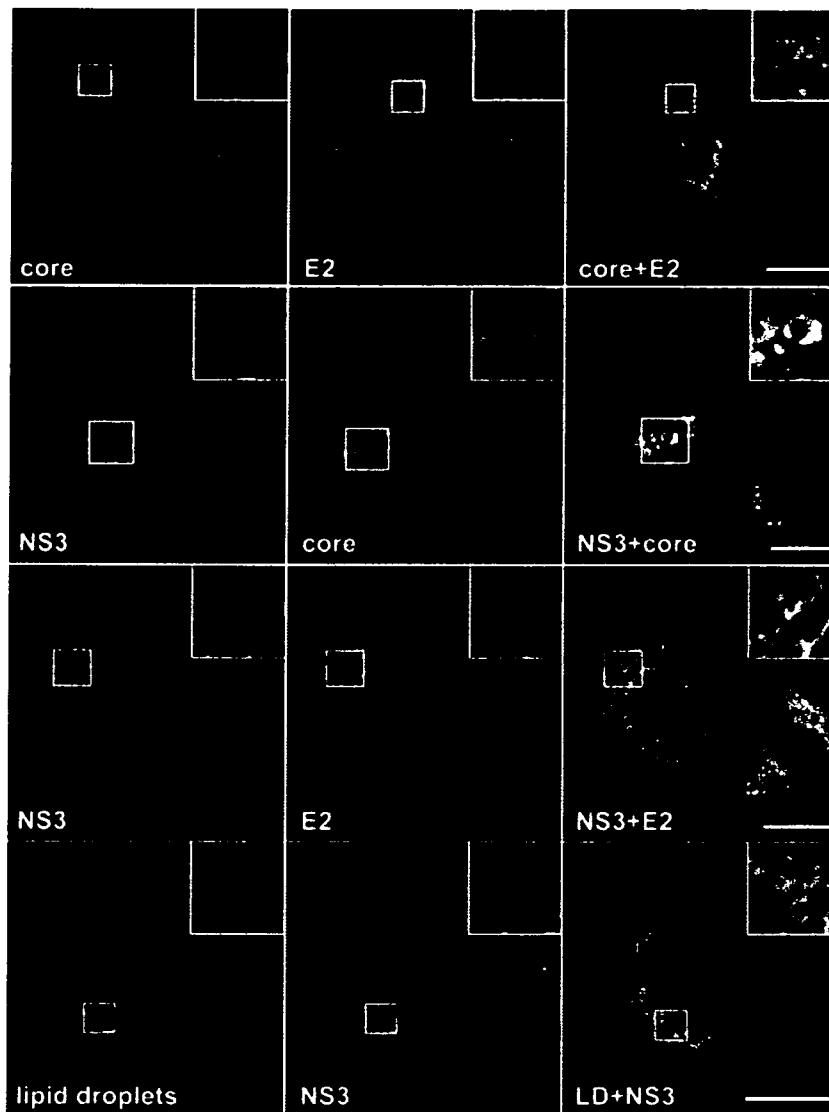 core
E2
core+E2
NS3
core
NS3+core
NS3
E2
NS3+E2
lipid droplets
NS3
LD+NS3